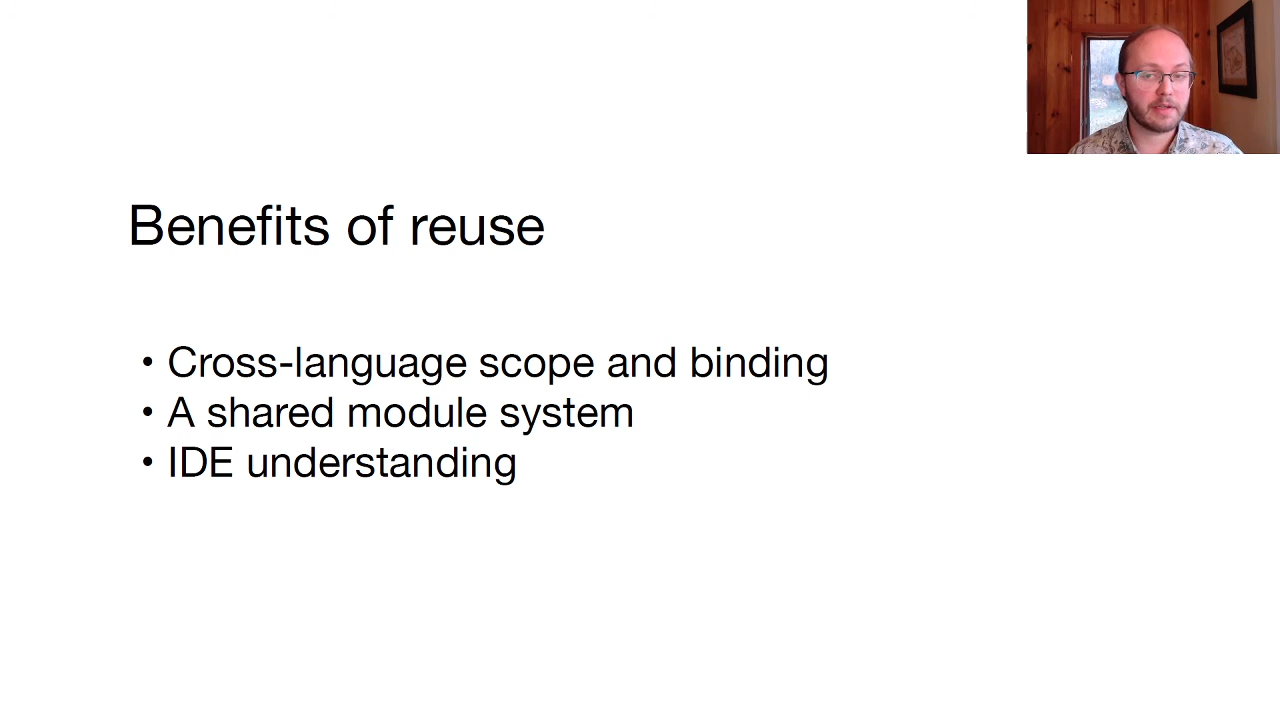 Benefits of reuse
• Cross-language scope and binding
• A shared module system
• IDE understanding